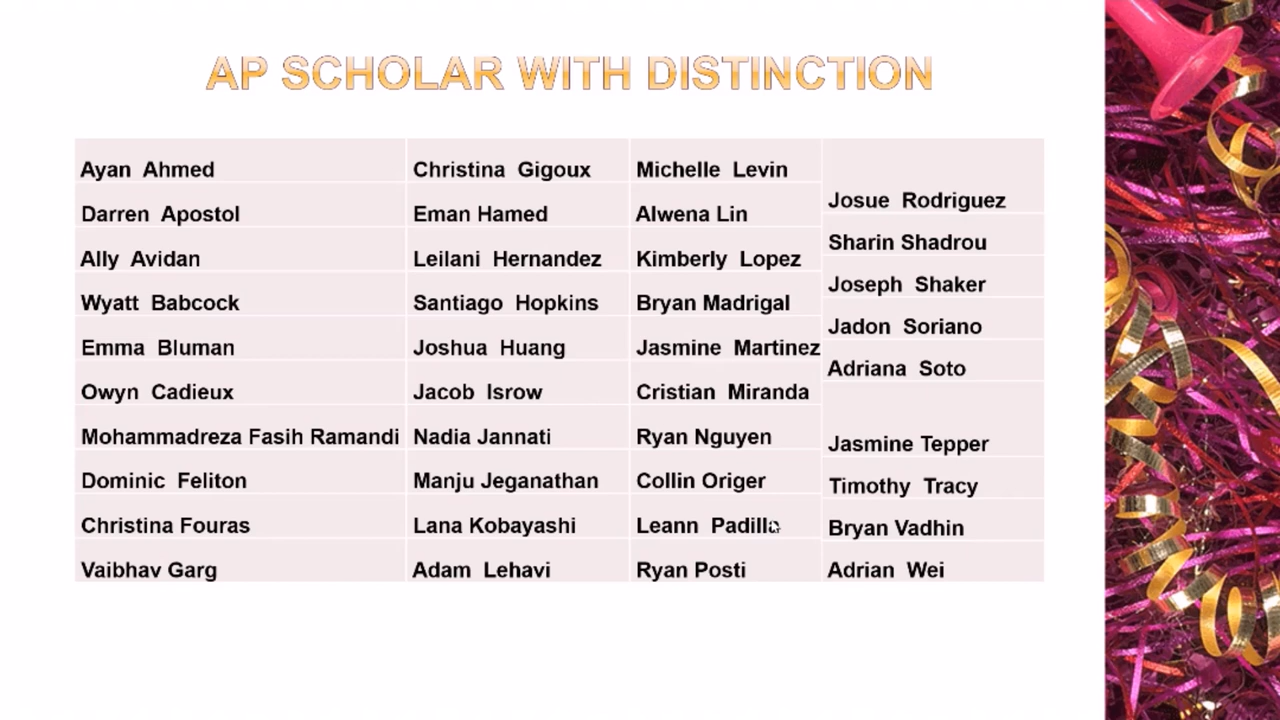 AP SCHOLAR WITH DISTINCTION
Ayan Ahmed
Darren Apostol
Ally Avidan
Wyatt Babcock
Emma Bluman
Owyn Cadieux
Mohammadreza Fasih Ramandi
Dominic Feliton
Christina Fouras
Vaibhav Garg
Christina Gigoux
Eman Hamed
Leilani Hernandez
Santiago Hopkins
Joshua Huang
Jacob Isrow
Nadia Jannati
Manju Jeganathan
Lana Kobayashi
Adam Lehavi
Michelle Levin
Alwena Lin
Kimberly Lopez
Bryan Madrigal
Jasmine Martinez
Cristian Miranda
Ryan Nguyen
Collin Origer
Leann Padilla
Ryan Posti
Josue Rodriguez
Sharin Shadrou
Joseph Shaker
Jadon Soriano
Adriana Soto
Jasmine Tepper
Timothy Tracy
Bryan Vadhin
Adrian Wei